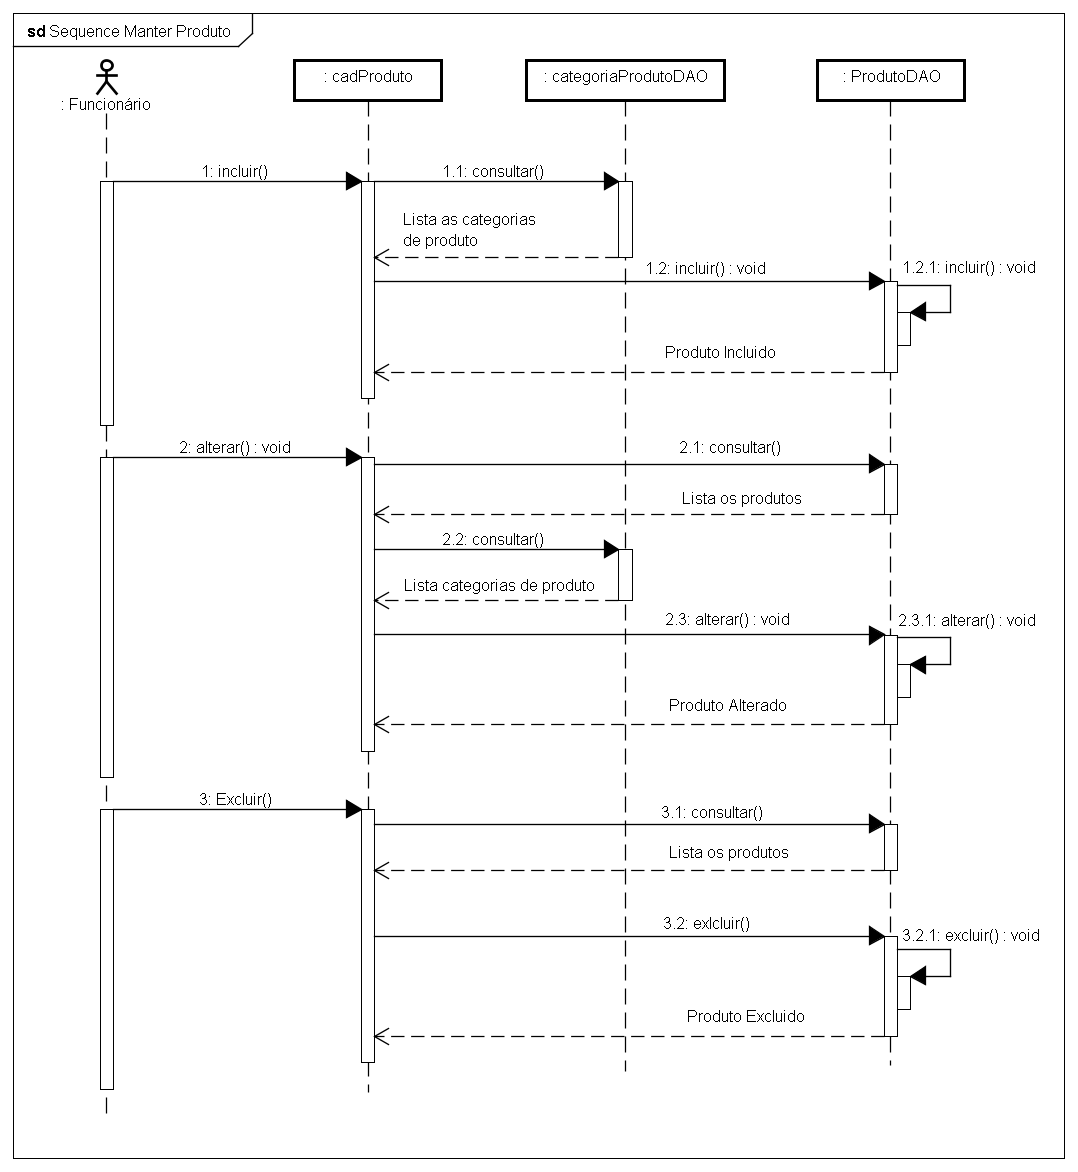 sd Sequence Manter Produto
: Funcionário
: cadProduto
: categoriaProdutoDAO
: ProdutoDAO
1: incluir()
1.1: consultar()
Lista as categorias
de produto
1.2: incluir() : void
1.2.1: incluir() : void
Produto Incluido
2: alterar() : void
2.1: consultar()
Lista os produtos
2.2: consultar()
Lista categorias de produto
2.3: alterar() : void
2.3.1: alterar() : void
Produto Alterado
3: Excluir()
3.1: consultar()
Lista os produtos
3.2: exlcluir()
3.2.1: excluir() : void
Produto Excluido